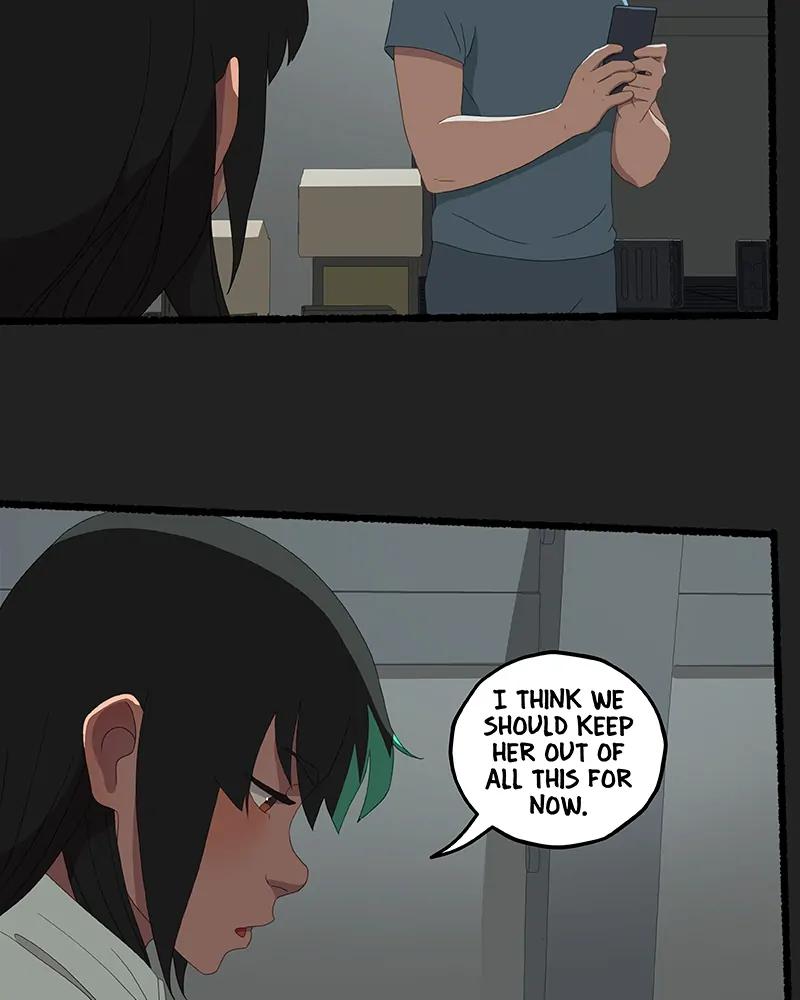 I THINK WE
SHOULD KEEP
HER OUT OF
ALL THIS FOR
NOW.